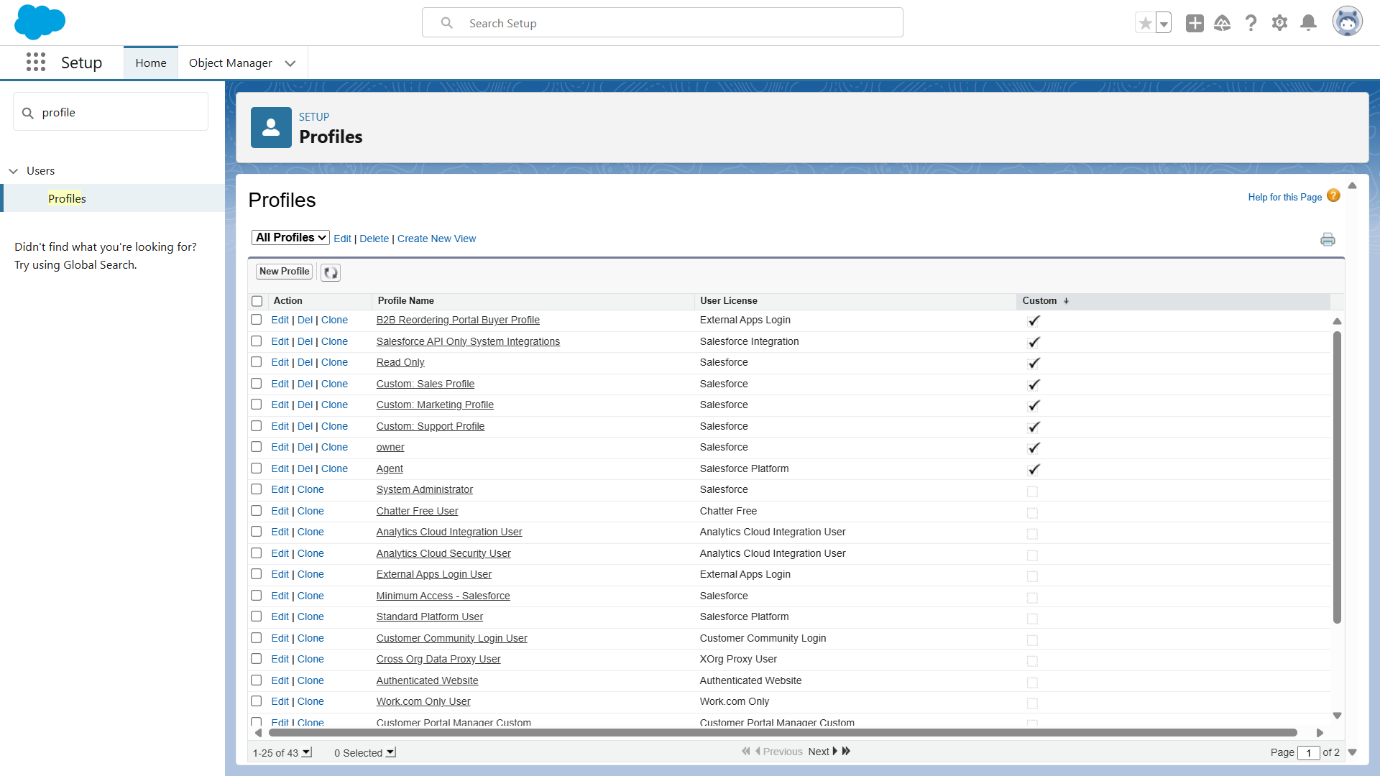 Search Setup
Setup
Home
Object Manager
profile
Users
Profiles
Didn't find what you're looking for?
Try using Global Search.
SETUP
Profiles
Profiles
Help for this Page ?
All Profiles Edit | Delete | Create New View
New Profile
Action Profile Name User License Custom
Edit | Del | Clone B2B Reordering Portal Buyer Profile External Apps Login
Edit | Del | Clone Salesforce API Only System Integrations Salesforce Integration
Edit | Del | Clone Read Only Salesforce
Edit | Del | Clone Custom: Sales Profile Salesforce
Edit | Del | Clone Custom: Marketing Profile Salesforce
Edit | Del | Clone Custom: Support Profile Salesforce
Edit | Del | Clone owner Salesforce
Edit | Del | Clone Agent Salesforce Platform
Edit | Clone System Administrator Salesforce
Edit | Clone Chatter Free User Chatter Free
Edit | Clone Analytics Cloud Integration User Analytics Cloud Integration User
Edit | Clone Analytics Cloud Security User Analytics Cloud Integration User
Edit | Clone External Apps Login User External Apps Login
Edit | Clone Minimum Access - Salesforce Salesforce
Edit | Clone Standard Platform User Salesforce Platform
Edit | Clone Customer Community Login User Customer Community Login
Edit | Clone Cross Org Data Proxy User XOrg Proxy User
Edit | Clone Authenticated Website Authenticated Website
Edit | Clone Work.com Only User Work.com Only
Edit | Clone Customer Portal Manager Custom Customer Portal Manager Custom
1-25 of 43 0 Selected Previous Next Page 1 of 2